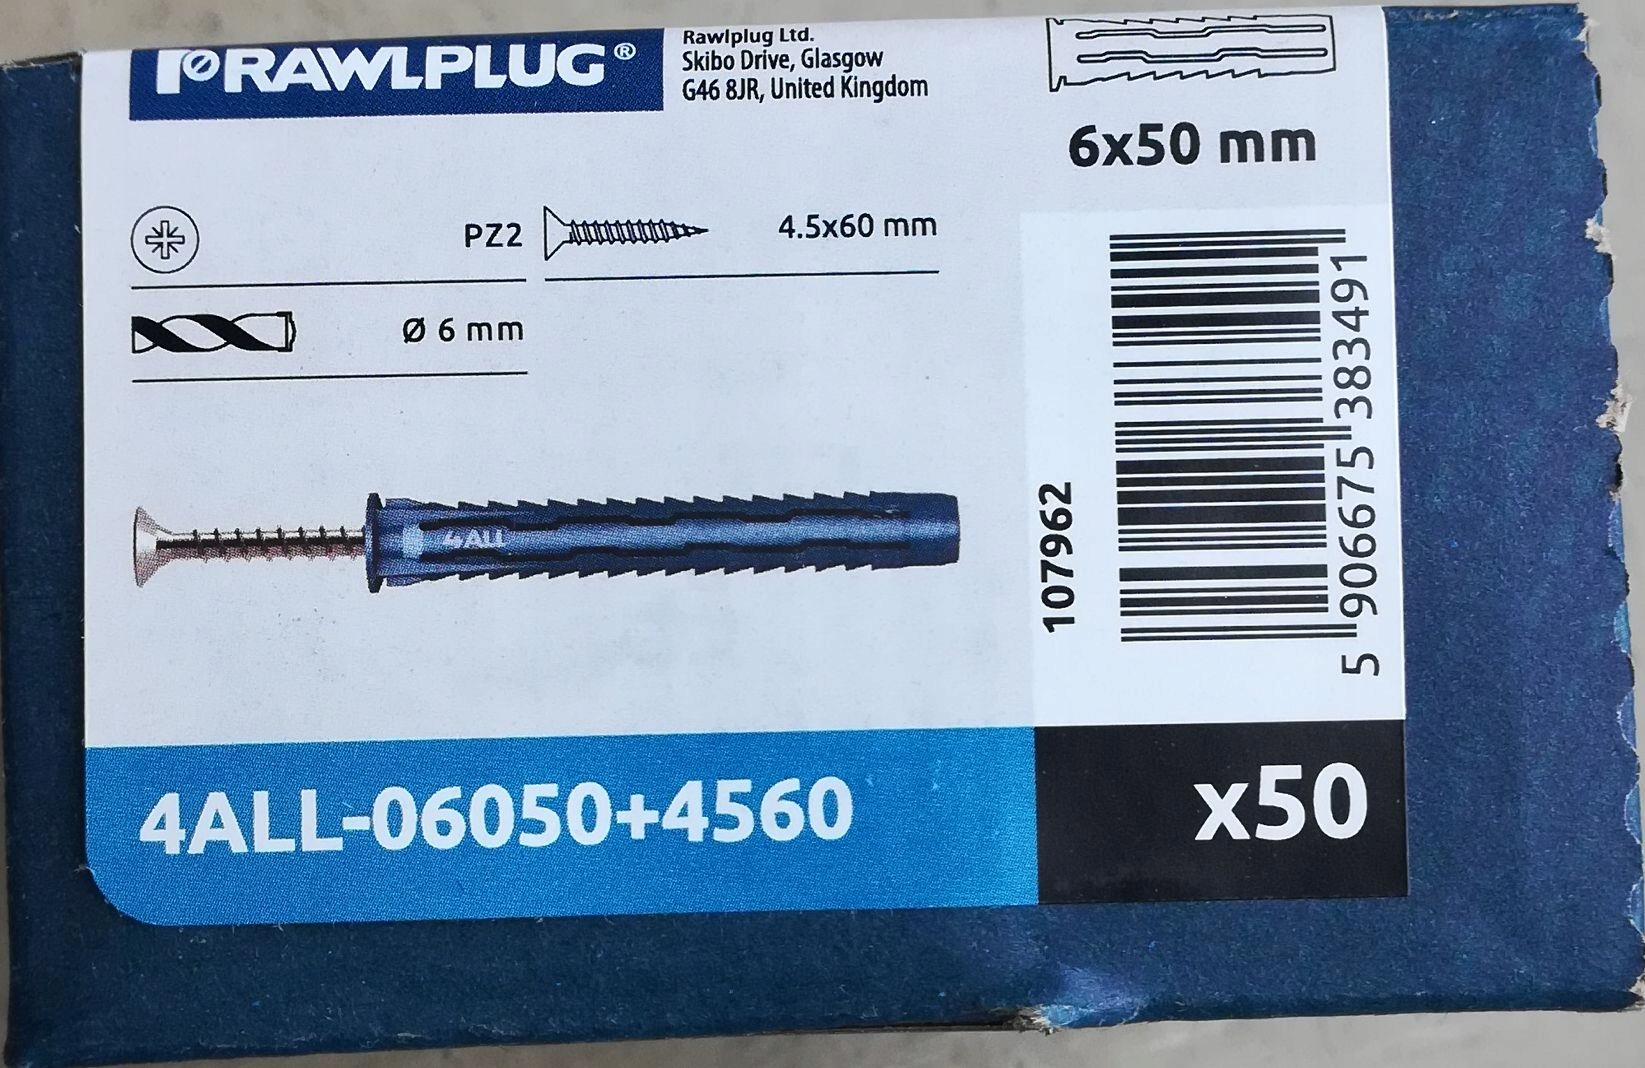 RAWLPLUG®
Rawlplug Ltd.
Skibo Drive, Glasgow
G46 8JR, United Kingdom
6x50 mm
PZ2
4.5x60 mm
Ø 6 mm
4ALL
107962
5 906675 383491
4ALL-06050+4560
x50